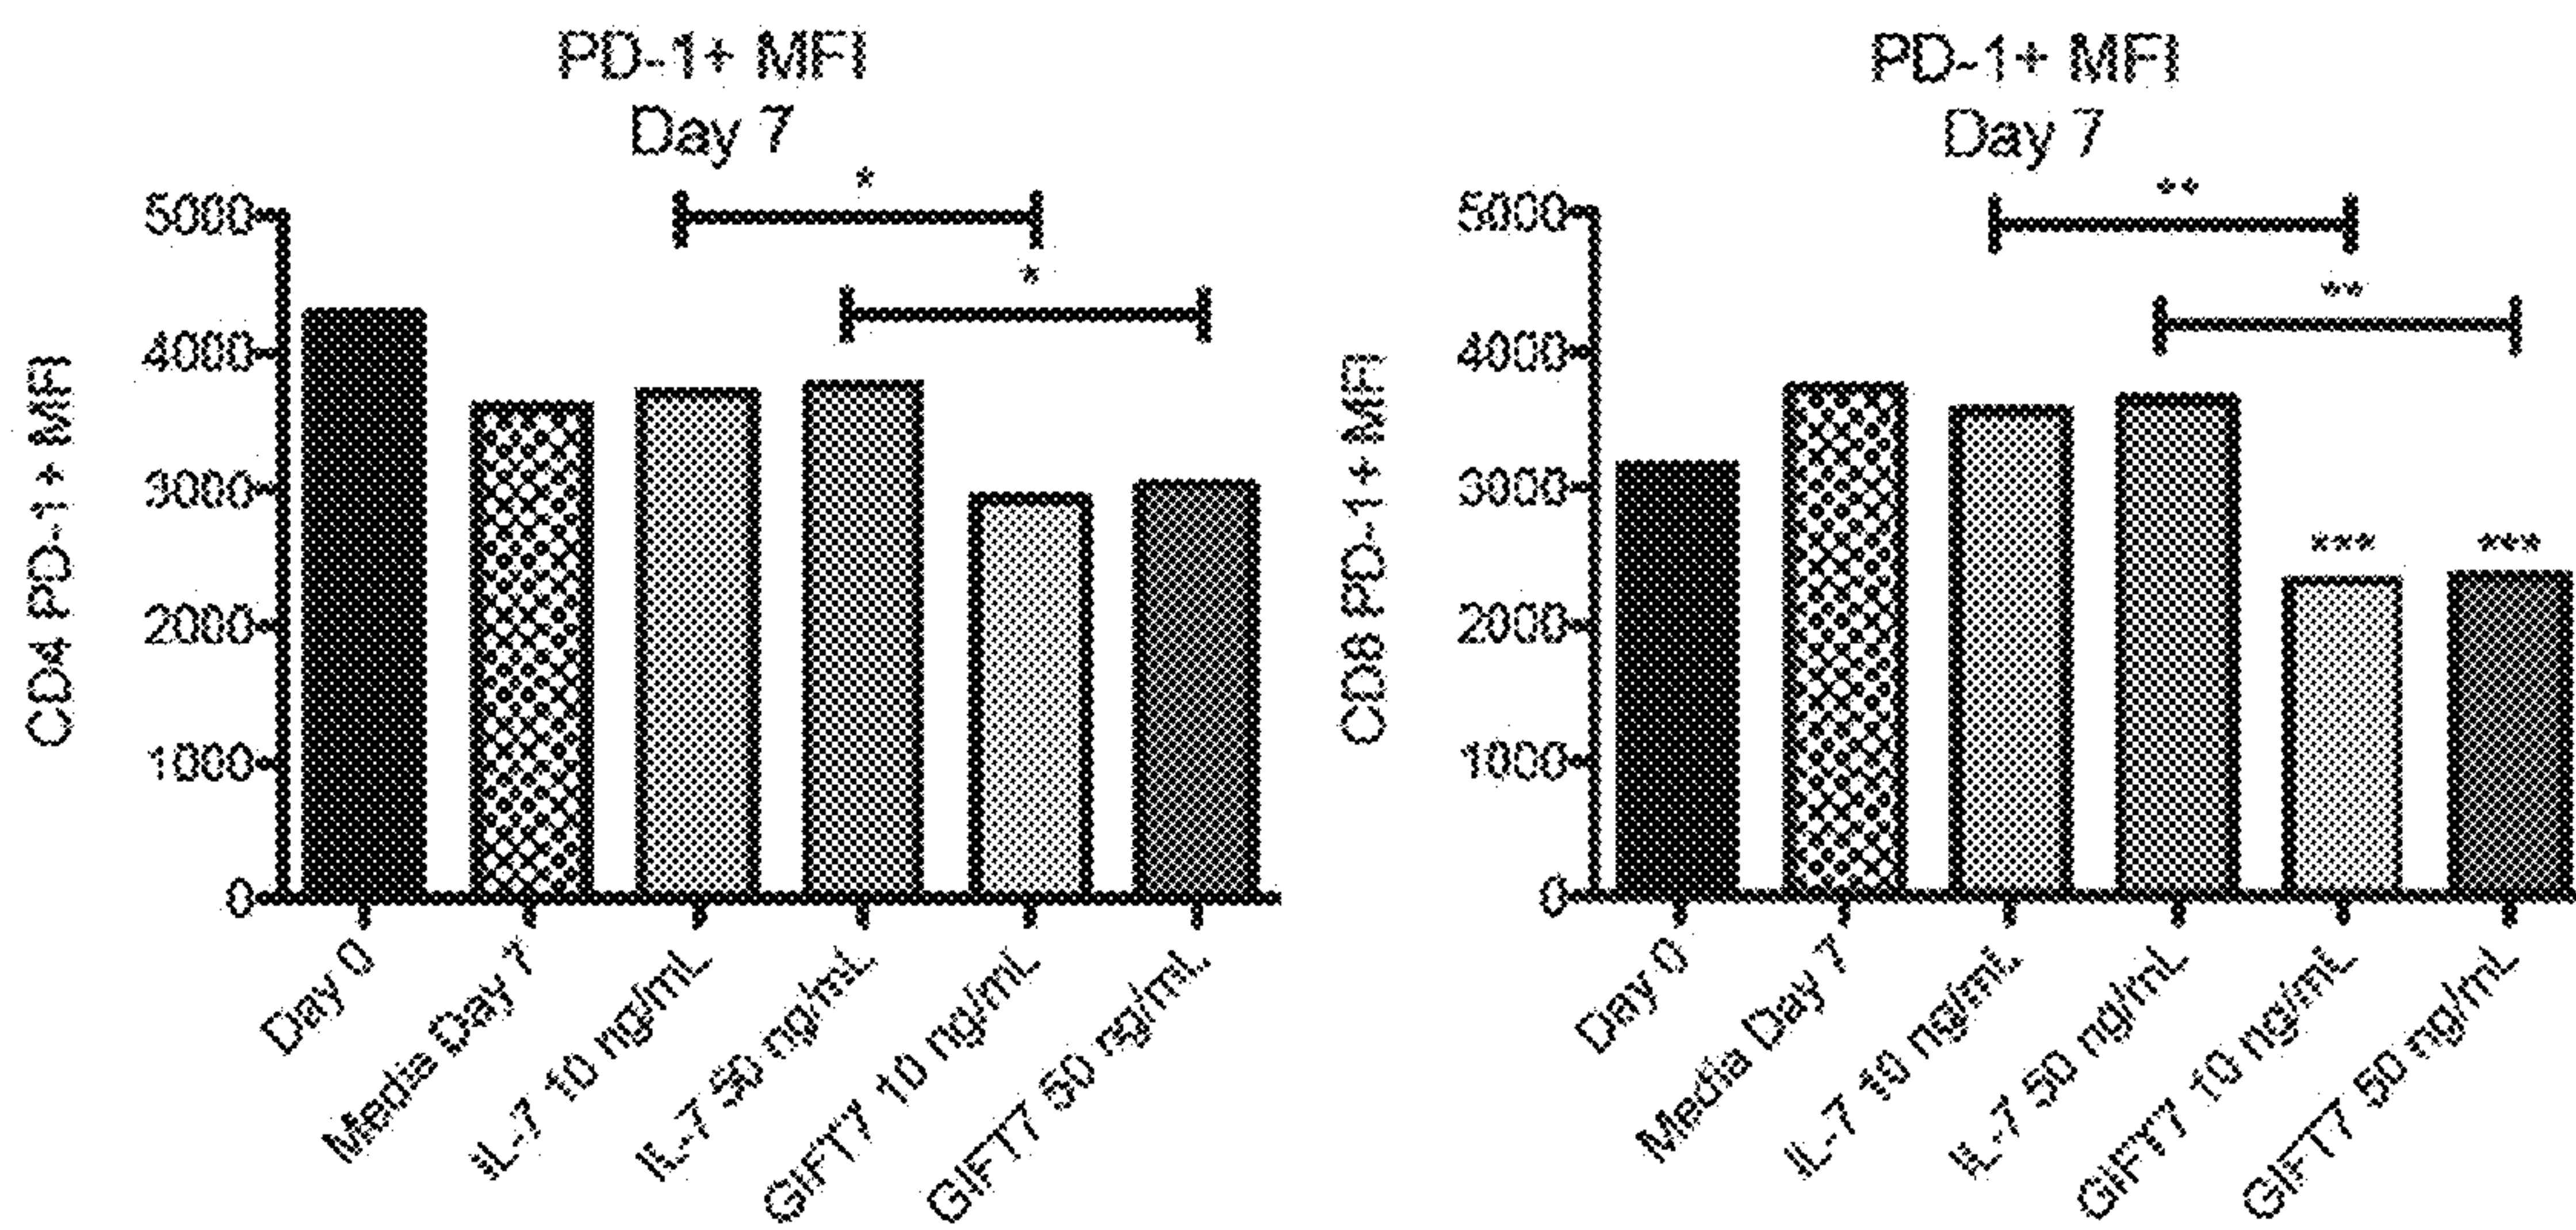 PD-1+ MFI
Day 7
*
*
CD4 PD-1+ MFI
5000
4000
3000
2000
1000
0
Day 0
Media Day 7
IL-7 10 ng/mL
IL-7 50 ng/mL
GIFT7 10 ng/mL
GIFT7 50 ng/mL
PD-1+ MFI
Day 7
**
**
***
***
CD8 PD-1+ MFI
5000
4000
3000
2000
1000
0
Day 0
Media Day 7
IL-7 10 ng/mL
IL-7 50 ng/mL
GIFT7 10 ng/mL
GIFT7 50 ng/mL